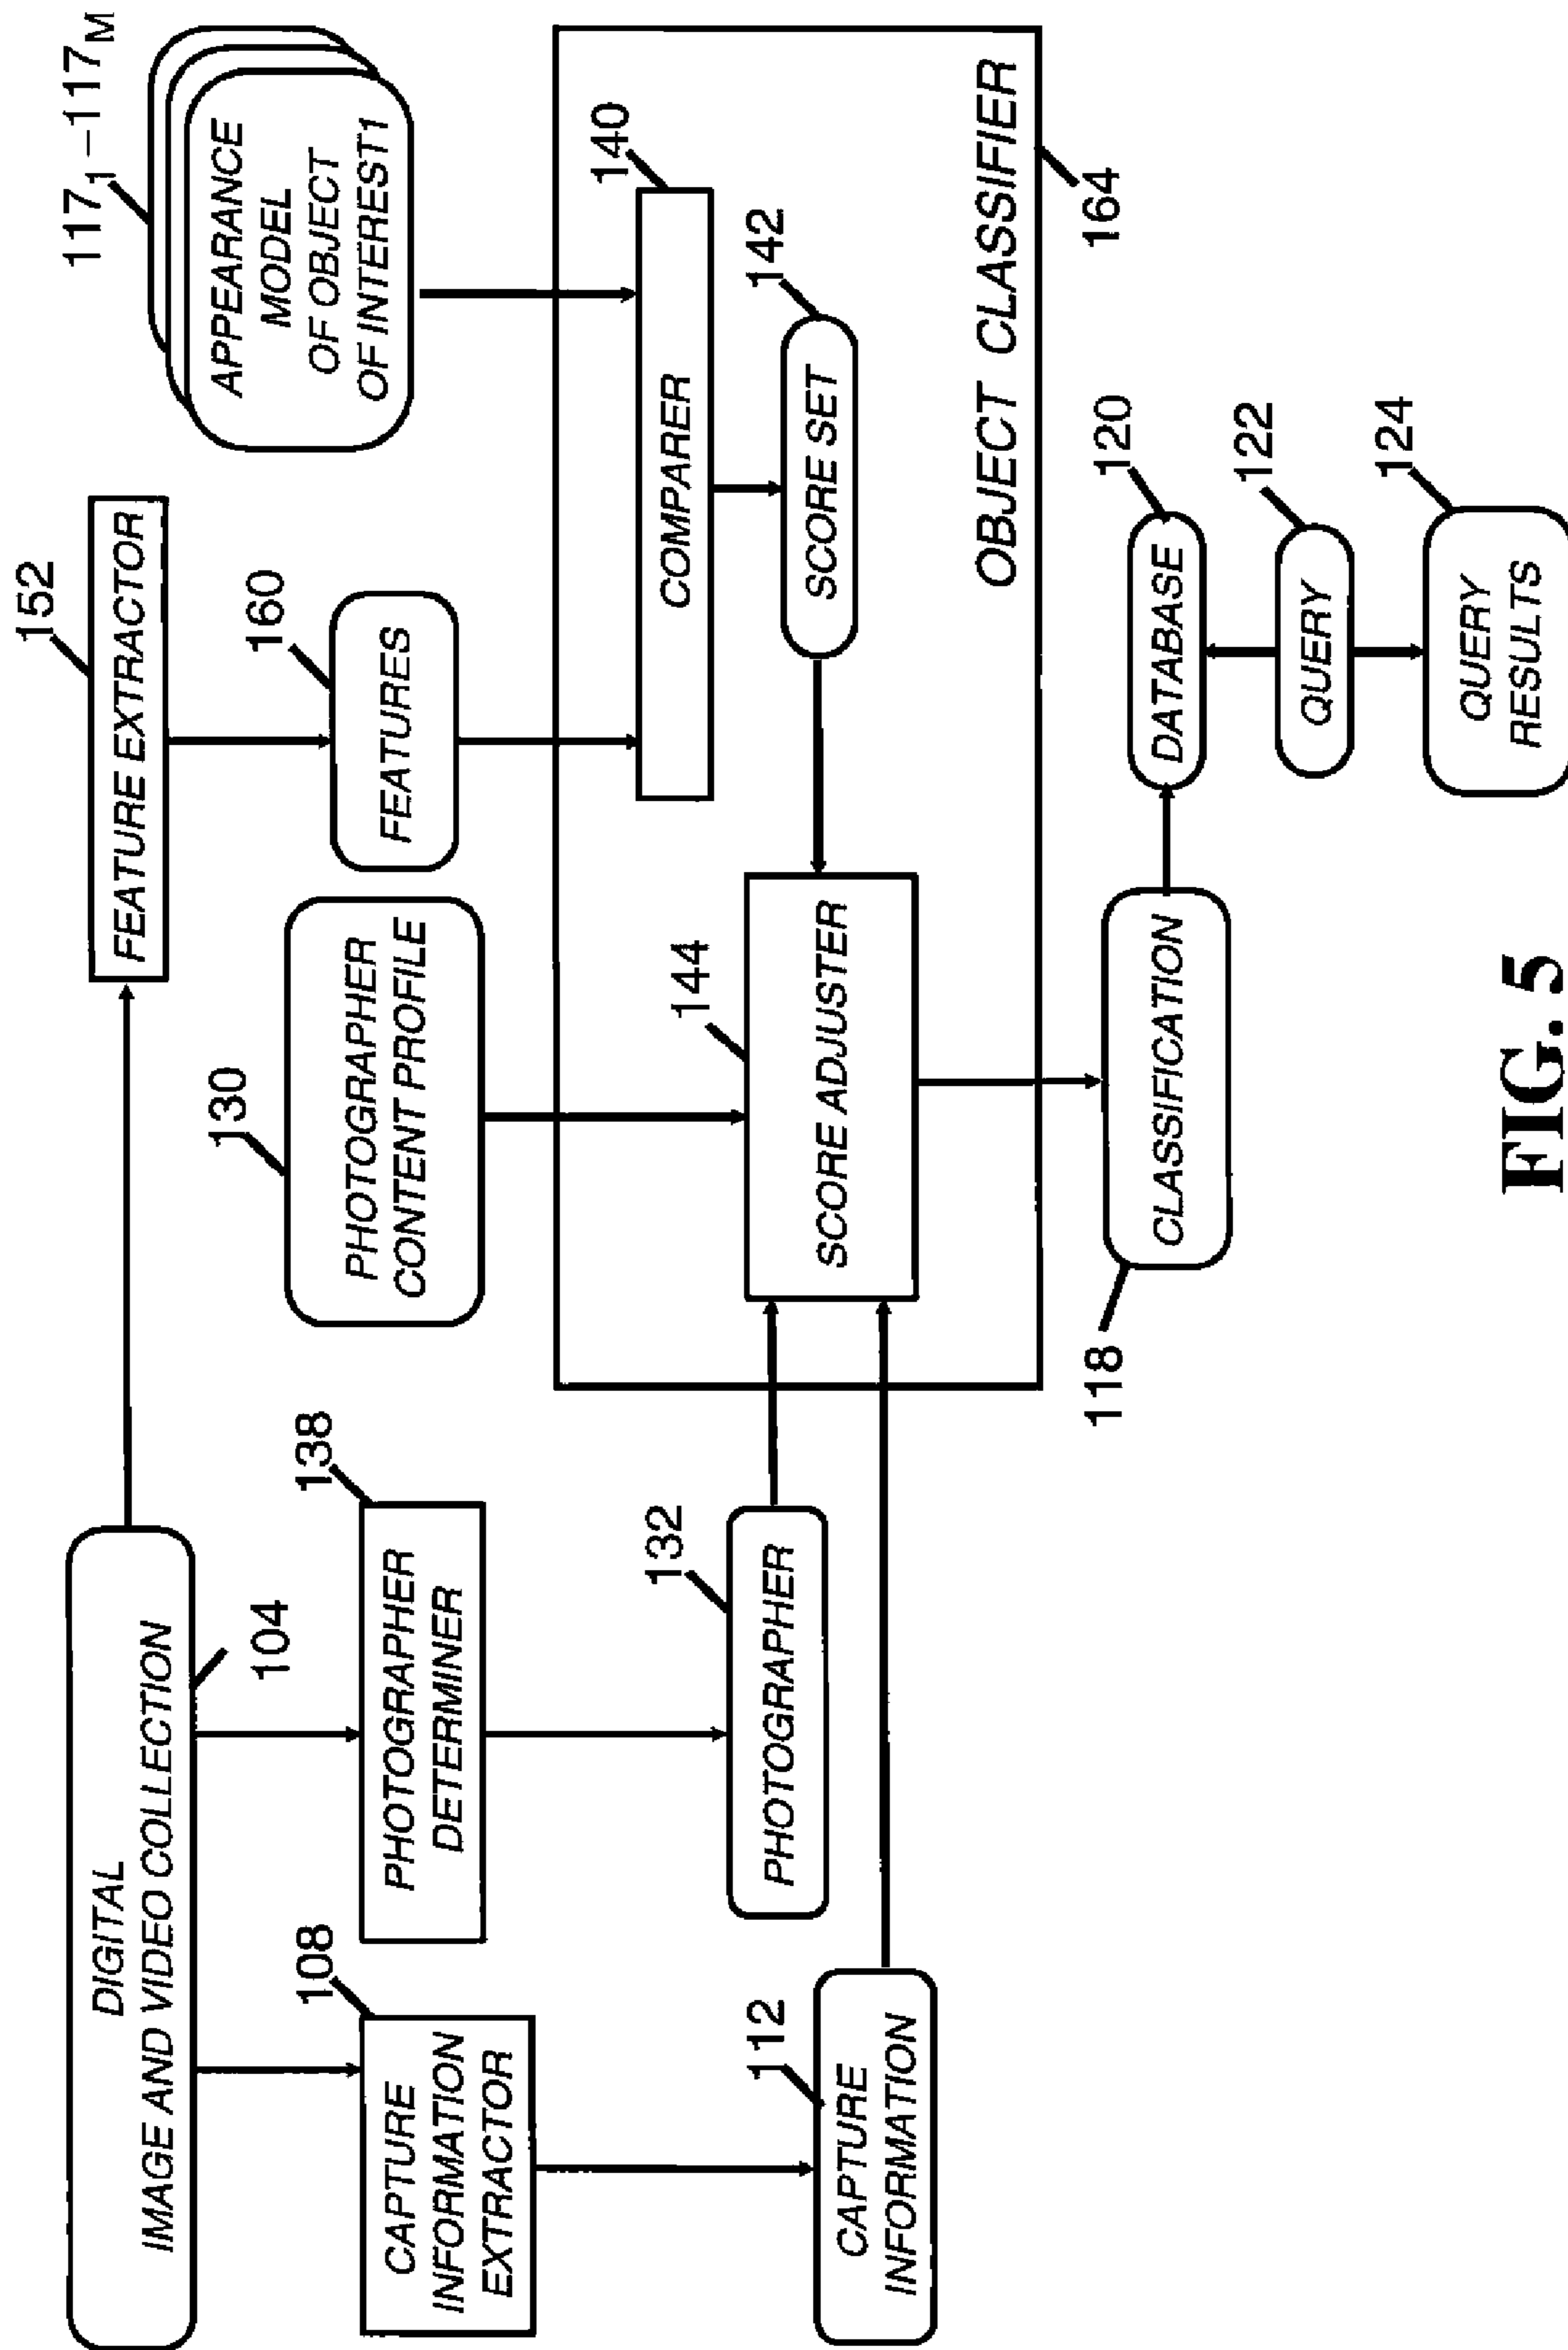 DIGITAL
IMAGE AND VIDEO COLLECTION
104
CAPTURE
INFORMATION
EXTRACTOR
108
PHOTOGRAPHER
DETERMINER
138
CAPTURE
INFORMATION
112
PHOTOGRAPHER
132
PHOTOGRAPHER
CONTENT PROFILE
130
FEATURE EXTRACTOR
152
FEATURES
160
APPEARANCE
MODEL
OF OBJECT
OF INTEREST1
117₁-117ₘ
COMPARER
140
SCORE SET
142
SCORE ADJUSTER
144
OBJECT CLASSIFIER
164
CLASSIFICATION
118
DATABASE
120
QUERY
122
QUERY
RESULTS
124
FIG. 5